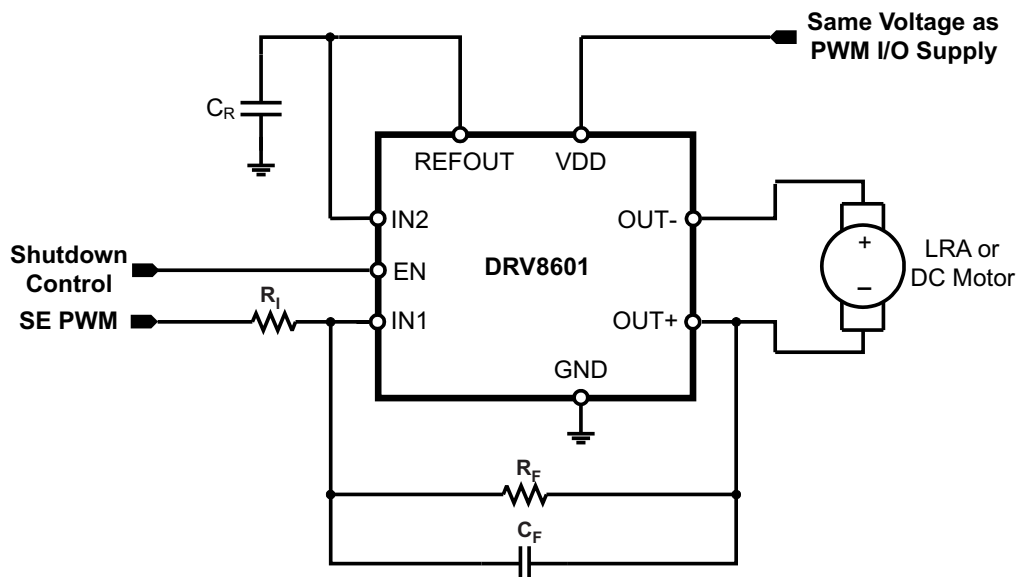 Same Voltage as
PWM I/O Supply
C_R
REFOUT
VDD
IN2
OUT-
Shutdown
Control
EN
DRV8601
+
−
LRA or
DC Motor
SE PWM
R_I
IN1
OUT+
GND
R_F
C_F